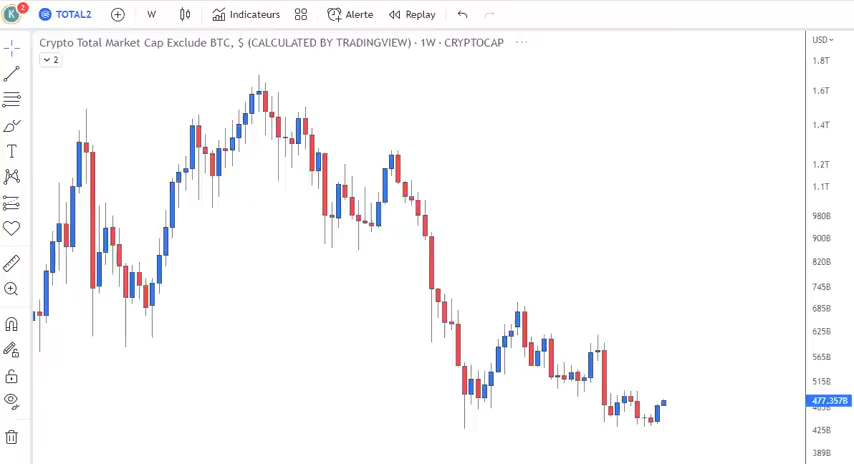 K 2 TOTAL2 W Indicateurs Alerte Replay
Crypto Total Market Cap Exclude BTC, $ (CALCULATED BY TRADINGVIEW) · 1W · CRYPTOCAP ···
2
USD
1.8T
1.6T
1.4T
1.2T
1.1T
980B
900B
820B
745B
685B
625B
565B
515B
477.357B
425B
389B